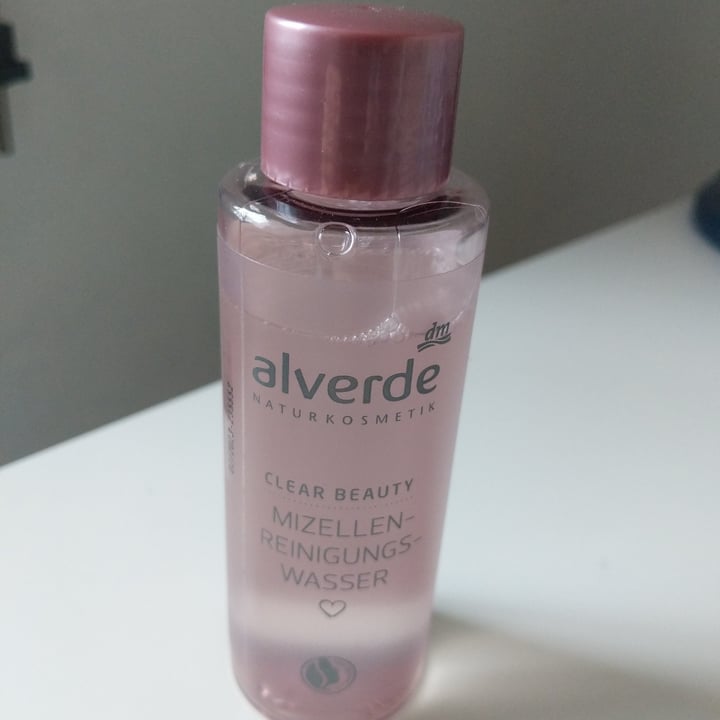 dm
alverde
NATURKOSMETIK
CLEAR BEAUTY
MIZELLEN-
REINIGUNGS-
WASSER